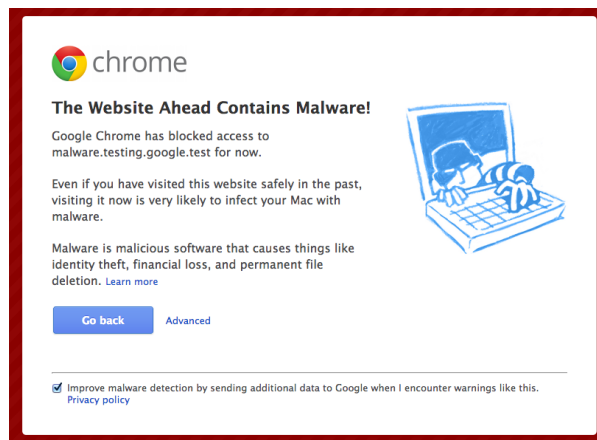 chrome
The Website Ahead Contains Malware!
Google Chrome has blocked access to
malware.testing.google.test for now.
Even if you have visited this website safely in the past,
visiting it now is very likely to infect your Mac with
malware.
Malware is malicious software that causes things like
identity theft, financial loss, and permanent file
deletion. Learn more
Go back Advanced
Improve malware detection by sending additional data to Google when I encounter warnings like this.
Privacy policy